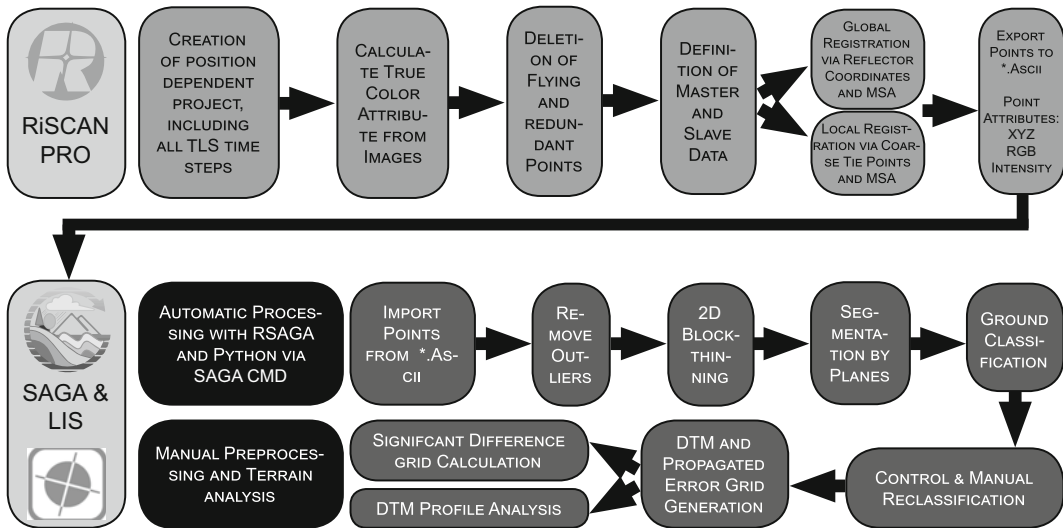 RiSCAN
PRO
CREATION
OF POSITION
DEPENDENT
PROJECT,
INCLUDING
ALL TLS TIME
STEPS
CALCULA-
TE TRUE
COLOR
ATTRIBU-
TE FROM
IMAGES
DELETI-
ON OF
FLYING
AND
REDUN-
DANT
POINTS
DEFINI-
TION OF
MASTER
AND
SLAVE
DATA
GLOBAL
REGISTRATION
VIA REFLECTOR
COORDINATES
AND MSA
LOCAL REGIST-
RATION VIA COAR-
SE TIE POINTS
AND MSA
EXPORT
POINTS TO
*.ASCII
POINT
ATTRIBUTES:
XYZ
RGB
INTENSITY
SAGA &
LIS
AUTOMATIC PROCES-
SING WITH RSAGA
AND PYTHON VIA
SAGA CMD
IMPORT
POINTS
FROM *.AS-
CII
RE-
MOVE
OUT-
LIERS
2D
BLOCK-
THIN-
NING
SEG-
MENTA-
TION BY
PLANES
GROUND
CLASSI-
FICATION
MANUAL PREPROCES-
SING AND TERRAIN
ANALYSIS
SIGNIFCANT DIFFERENCE
GRID CALCULATION
DTM PROFILE ANALYSIS
DTM AND
PROPAGATED
ERROR GRID
GENERATION
CONTROL & MANUAL
RECLASSIFICATION